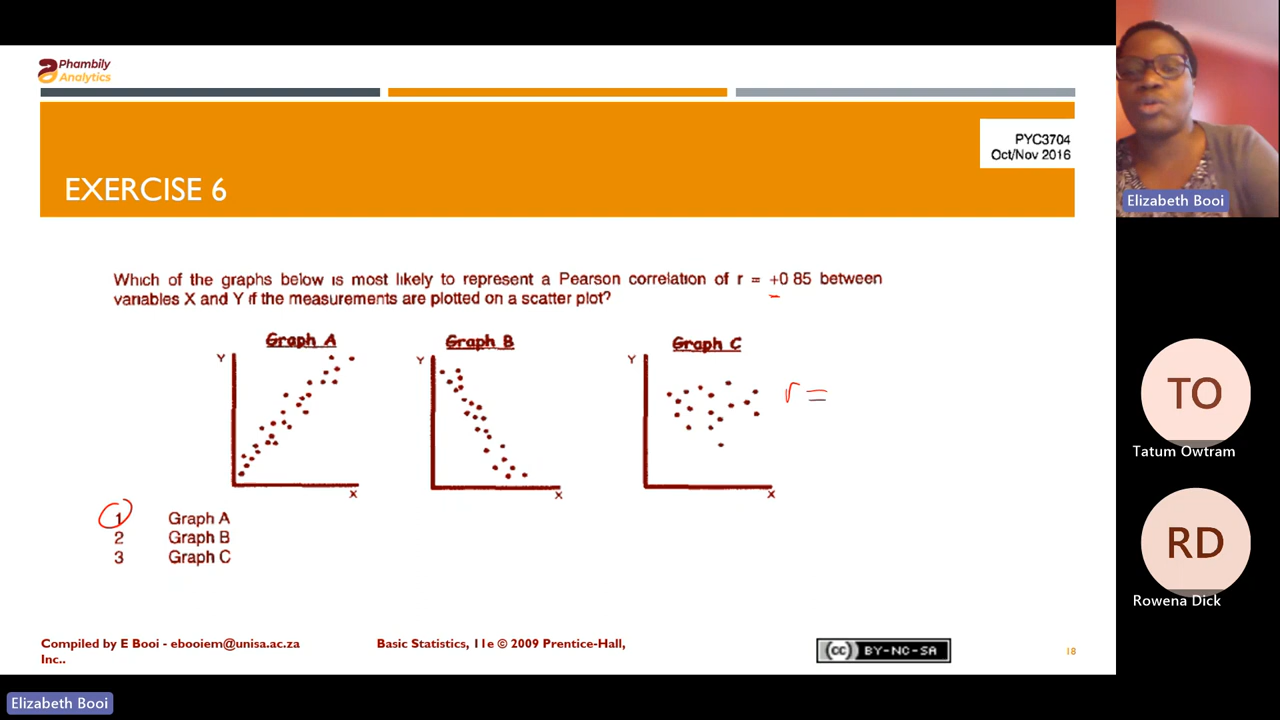 Phambily
Analytics
PYC3704
Oct/Nov 2016
EXERCISE 6
Elizabeth Booi
Which of the graphs below is most likely to represent a Pearson correlation of r = +0 85 between
variables X and Y if the measurements are plotted on a scatter plot?
Graph A
Graph B
Graph C
Y
Y
Y
r =
X
X
X
1 Graph A
2 Graph B
3 Graph C
TO
Tatum Owtram
RD
Rowena Dick
Compiled by E Booi - ebooiem@unisa.ac.za Basic Statistics, 11e © 2009 Prentice-Hall,
Inc..
cc BY-NC-SA
18
Elizabeth Booi